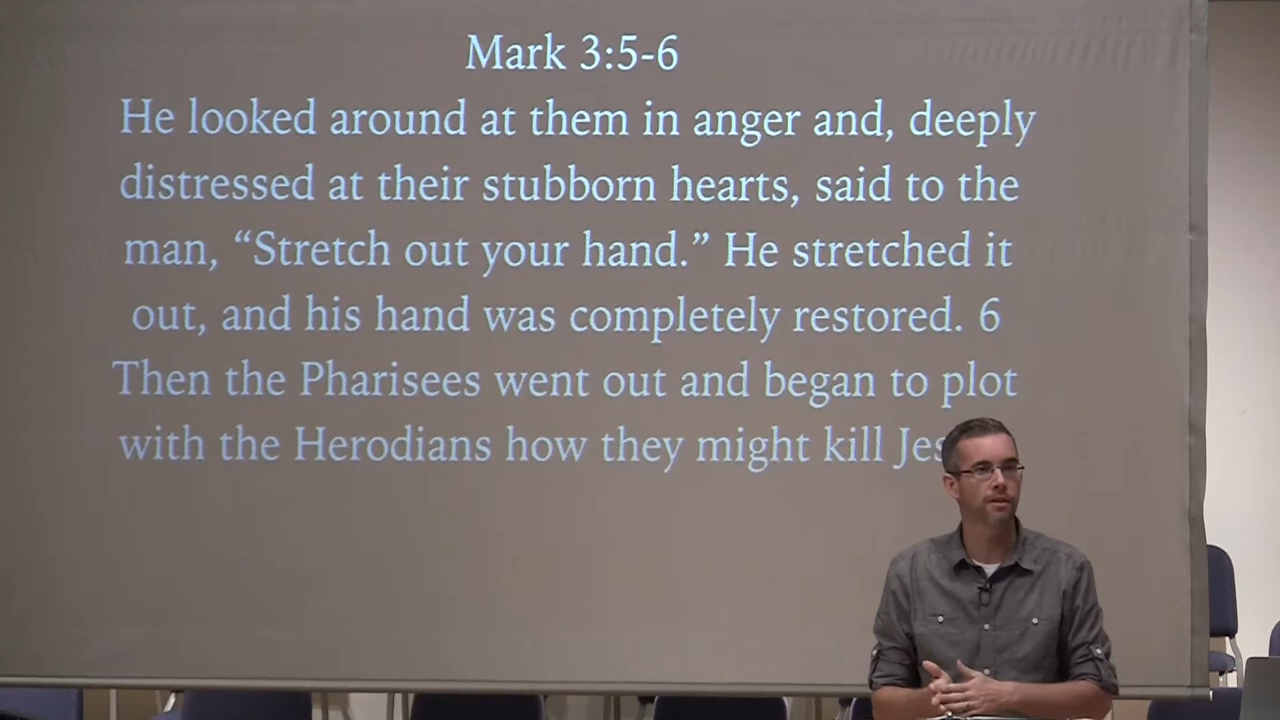 Mark 3:5-6
He looked around at them in anger and, deeply
distressed at their stubborn hearts, said to the
man, “Stretch out your hand.” He stretched it
out, and his hand was completely restored. 6
Then the Pharisees went out and began to plot
with the Herodians how they might kill